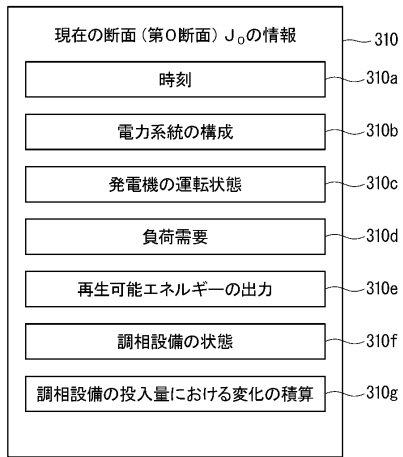 現在の断面(第0断面)J₀の情報 310
時刻 310a
電力系統の構成 310b
発電機の運転状態 310c
負荷需要 310d
再生可能エネルギーの出力 310e
調相設備の状態 310f
調相設備の投入量における変化の積算 310g